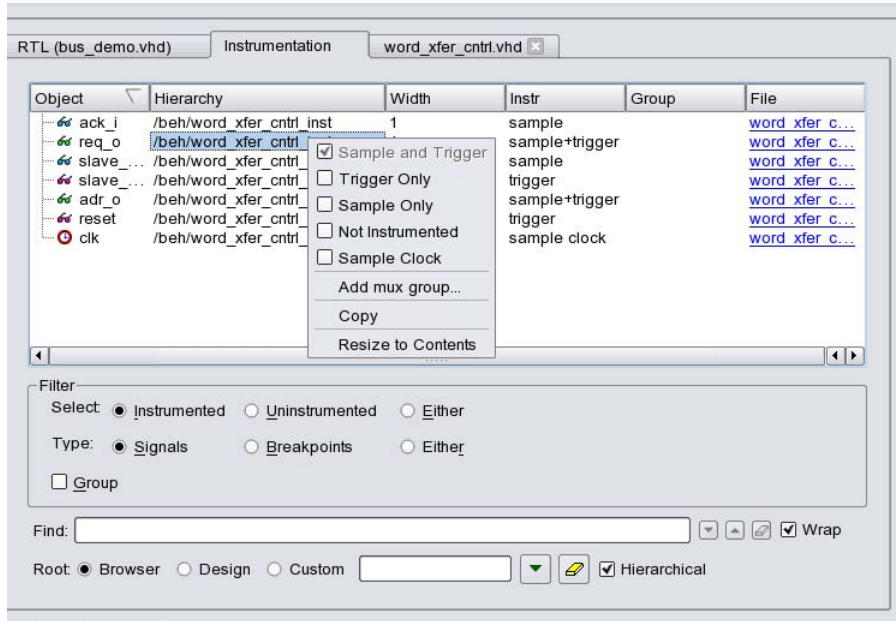 RTL (bus_demo.vhd) Instrumentation word_xfer_cntrl.vhd
Object Hierarchy Width Instr Group File
ack_i /beh/word_xfer_cntrl_inst 1 sample word_xfer_c...
req_o /beh/word_xfer_cntrl_inst sample+trigger word_xfer_c...
slave_... /beh/word_xfer_cntrl_ sample word_xfer_c...
slave_... /beh/word_xfer_cntrl_ trigger word_xfer_c...
adr_o /beh/word_xfer_cntrl_ sample+trigger word_xfer_c...
reset /beh/word_xfer_cntrl_ trigger word_xfer_c...
clk /beh/word_xfer_cntrl_ sample clock word_xfer_c...
Sample and Trigger
Trigger Only
Sample Only
Not Instrumented
Sample Clock
Add mux group...
Copy
Resize to Contents
Filter
Select: Instrumented Uninstrumented Either
Type: Signals Breakpoints Either
Group
Find: Wrap
Root: Browser Design Custom Hierarchical